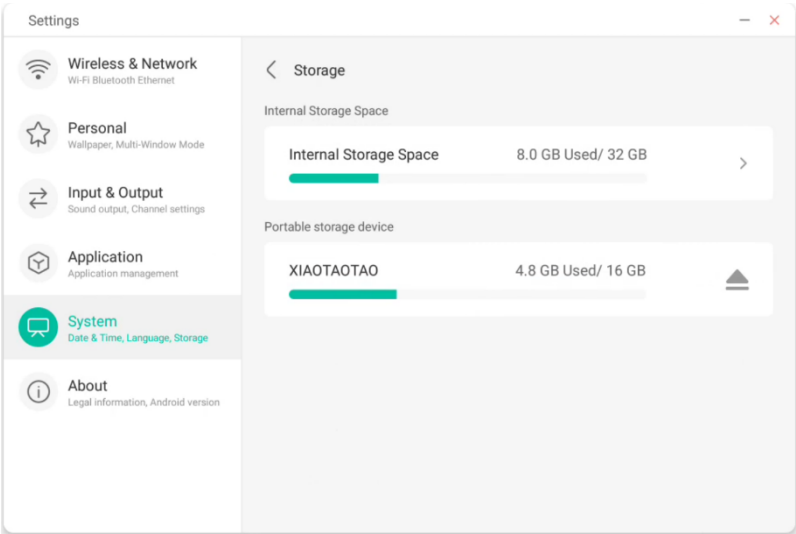 Settings
Wireless & Network
Wi-Fi Bluetooth Ethernet
Personal
Wallpaper, Multi-Window Mode
Input & Output
Sound output, Channel settings
Application
Application management
System
Date & Time, Language, Storage
About
Legal information, Android version
Storage
Internal Storage Space
Internal Storage Space 8.0 GB Used/ 32 GB
Portable storage device
XIAOTAOTAO 4.8 GB Used/ 16 GB